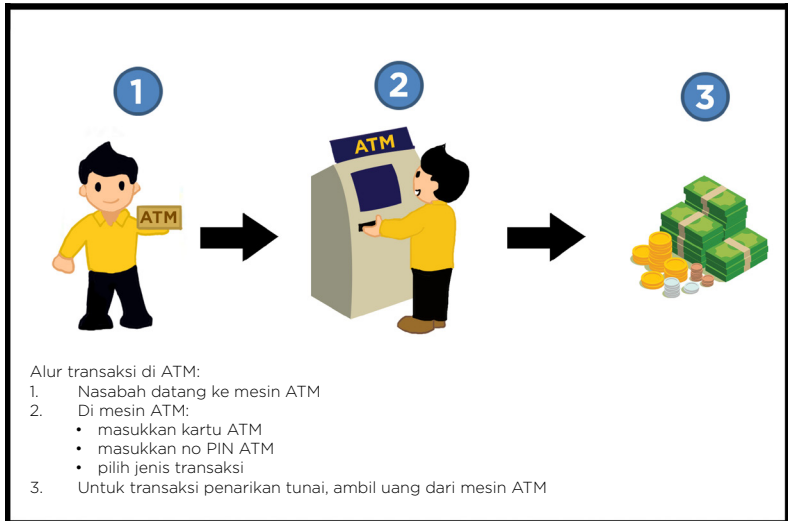 1
2
3
ATM
ATM
Alur transaksi di ATM:
1. Nasabah datang ke mesin ATM
2. Di mesin ATM:
• masukkan kartu ATM
• masukkan no PIN ATM
• pilih jenis transaksi
3. Untuk transaksi penarikan tunai, ambil uang dari mesin ATM